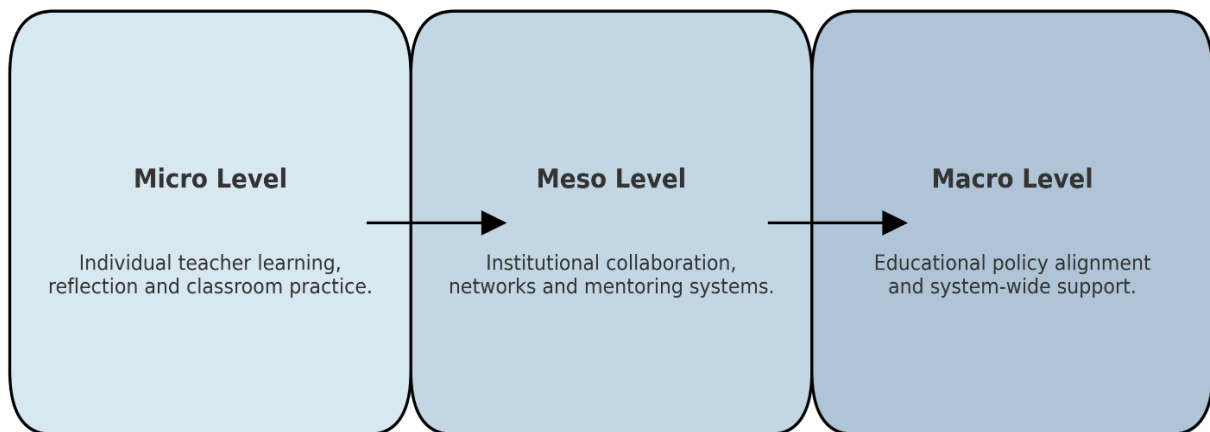 Micro Level
Individual teacher learning,
reflection and classroom practice.
Meso Level
Institutional collaboration,
networks and mentoring systems.
Macro Level
Educational policy alignment
and system-wide support.